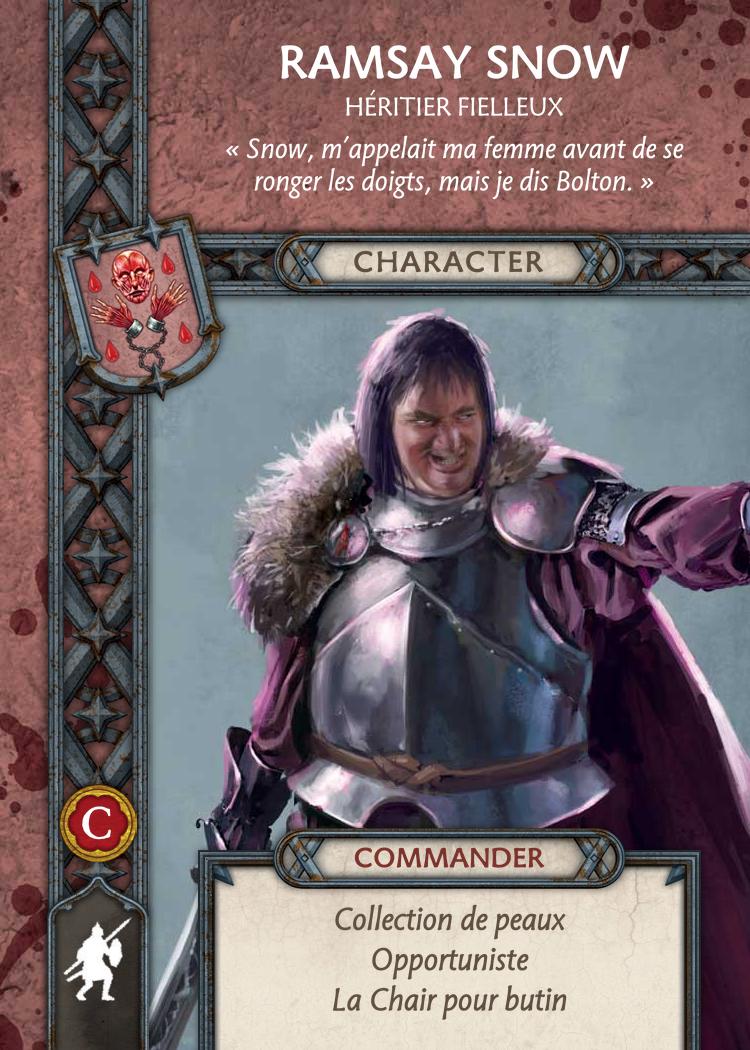 RAMSAY SNOW
HÉRITIER FIELLEUX
« Snow, m’appelait ma femme avant de se
ronger les doigts, mais je dis Bolton. »
CHARACTER
C
COMMANDER
Collection de peaux
Opportuniste
La Chair pour butin